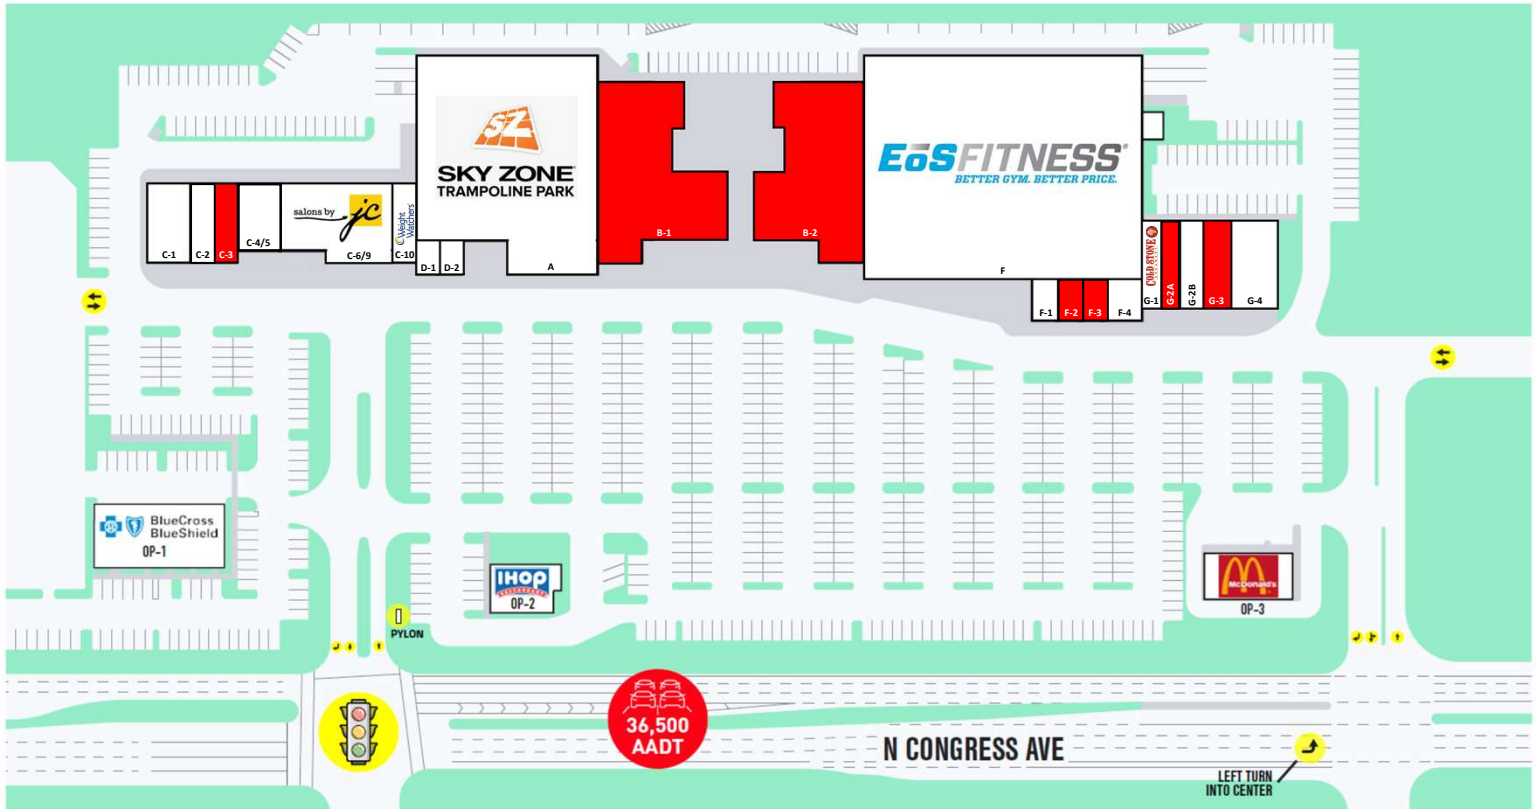 SZ
SKY ZONE
TRAMPOLINE PARK
A
B-1
B-2
EōSFITNESS
BETTER GYM. BETTER PRICE.
F
C-1
C-2
C-3
C-4/5
salons by jc
C-6/9
Weight Watchers
C-10
D-1
D-2
F-1
F-2
F-3
F-4
COLD STONE
G-1
G-2A
G-2B
G-3
G-4
BlueCross
BlueShield
OP-1
IHOP
RESTAURANT
OP-2
McDonald's
OP-3
PYLON
36,500
AADT
N CONGRESS AVE
LEFT TURN
INTO CENTER